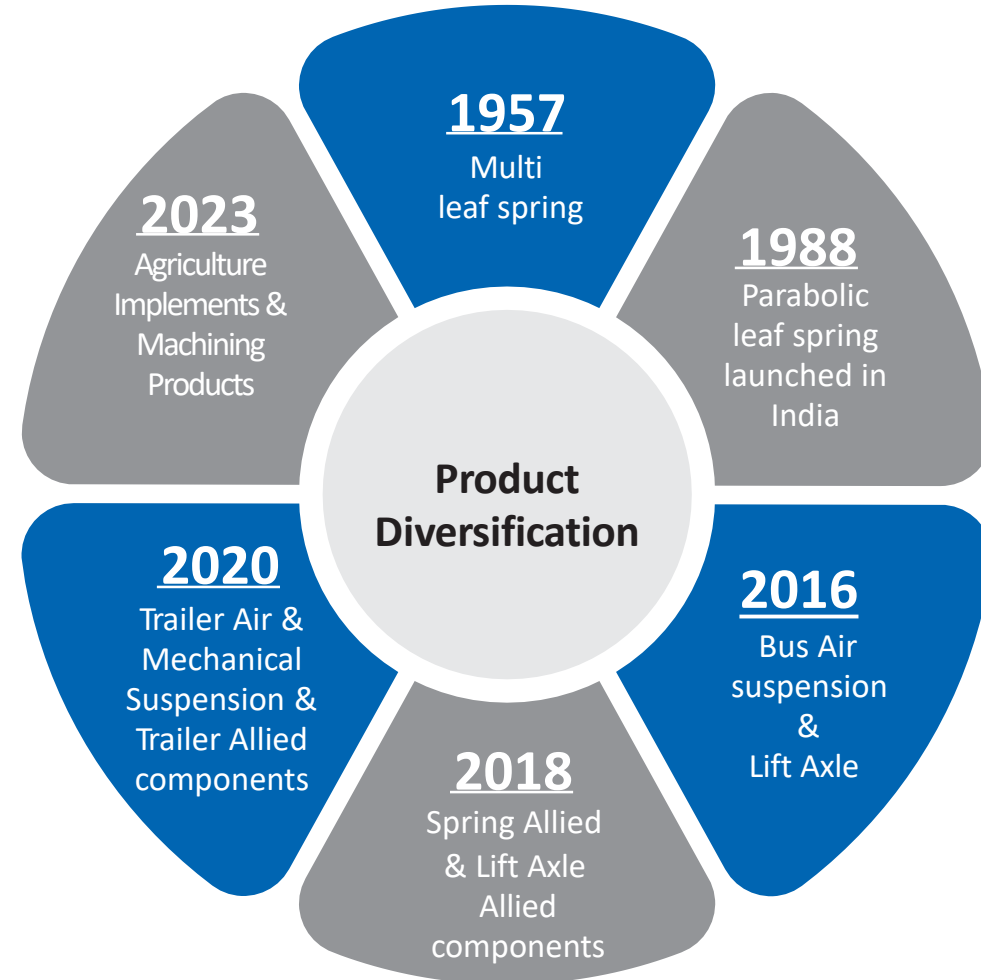 1957
Multi
leaf spring
1988
Parabolic
leaf spring
launched in
India
2016
Bus Air
suspension
&
Lift Axle
2018
Spring Allied
& Lift Axle
Allied
components
2020
Trailer Air &
Mechanical
Suspension &
Trailer Allied
components
2023
Agriculture
Implements &
Machining
Products
Product
Diversification